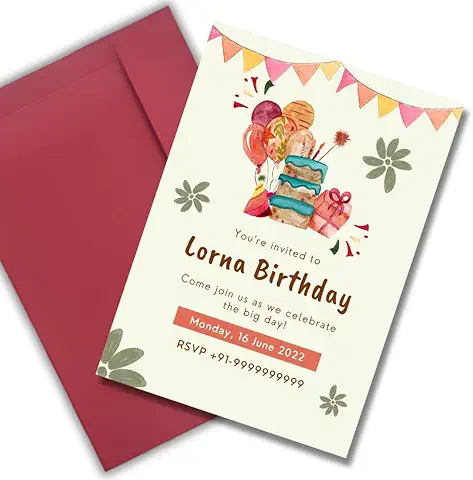 You're invited to
Lorna Birthday
Come join us as we celebrate
the big day!
Monday, 16 June 2022
RSVP +91-9999999999